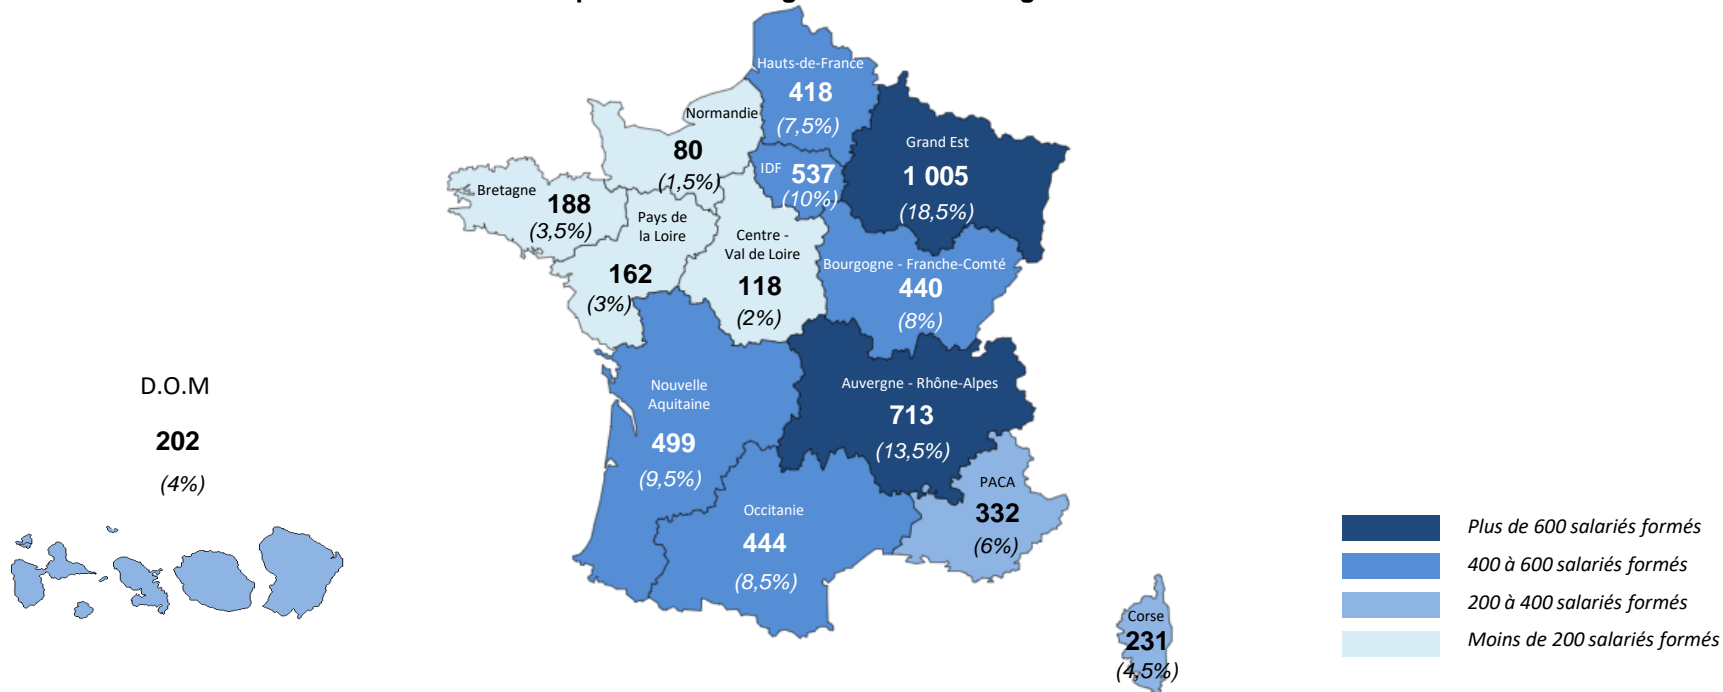 Hauts-de-France
418
(7,5%)
Normandie
80
(1,5%)
Grand Est
1 005
(18,5%)
IDF 537
(10%)
Bretagne
188
(3,5%)
Pays de
la Loire
162
(3%)
Centre -
Val de Loire
118
(2%)
Bourgogne - Franche-Comté
440
(8%)
D.O.M
202
(4%)
Nouvelle
Aquitaine
499
(9,5%)
Auvergne - Rhône-Alpes
713
(13,5%)
PACA
332
(6%)
Occitanie
444
(8,5%)
Corse
231
(4,5%)
Plus de 600 salariés formés
400 à 600 salariés formés
200 à 400 salariés formés
Moins de 200 salariés formés